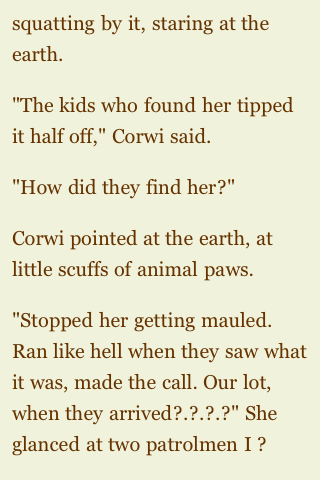 squatting by it, staring at the
earth.
"The kids who found her tipped
it half off," Corwi said.
"How did they find her?"
Corwi pointed at the earth, at
little scuffs of animal paws.
"Stopped her getting mauled.
Ran like hell when they saw what
it was, made the call. Our lot,
when they arrived?.?.?.?" She
glanced at two patrolmen I ?